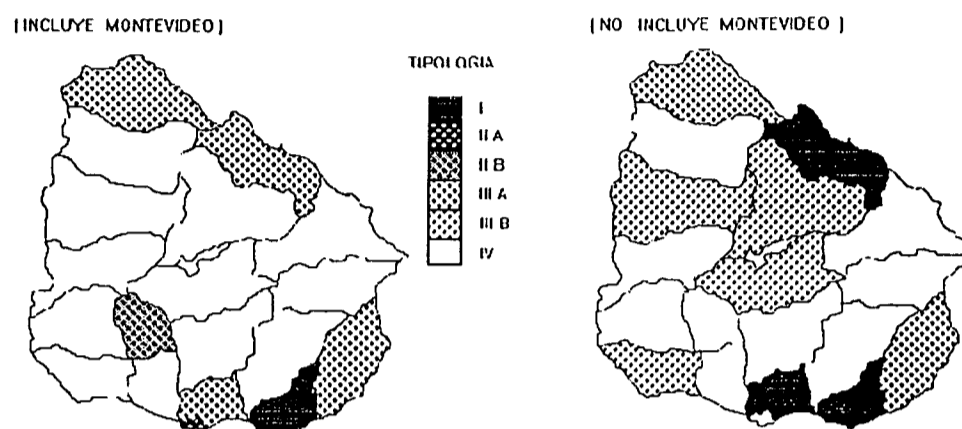 [INCLUYE MONTEVIDEO]
[NO INCLUYE MONTEVIDEO]
TIPOLOGIA
I
II A
II B
III A
III B
IV